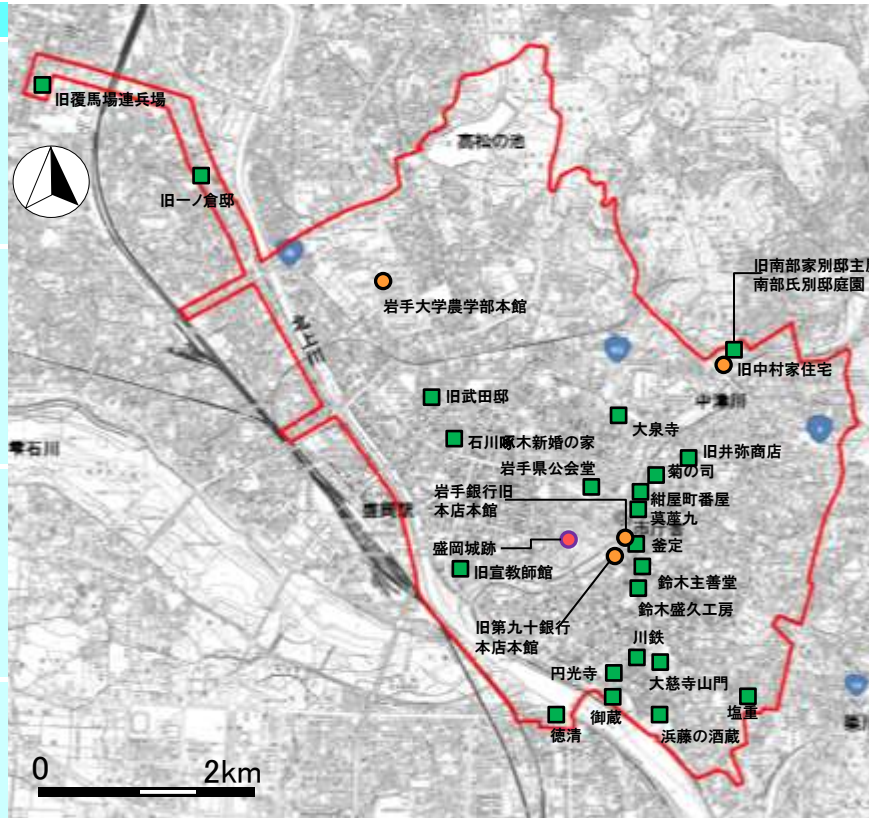 旧覆馬場連兵場
高松の池
旧一ノ倉邸
旧南部家別邸主屋
南部氏別邸庭園
岩手大学農学部本館
北上川
旧中村家住宅
旧武田邸
中津川
大泉寺
石川啄木新婚の家
雫石川
旧井弥商店
岩手県公会堂
菊の司
岩手銀行旧
本店本館
紺屋町番屋
茣蓙九
盛岡駅
盛岡城跡
釜定
旧宣教師館
鈴木主善堂
鈴木盛久工房
旧第九十銀行
本店本館
川鉄
円光寺
大慈寺山門
御蔵
塩重
徳清
浜藤の酒蔵
0
2km